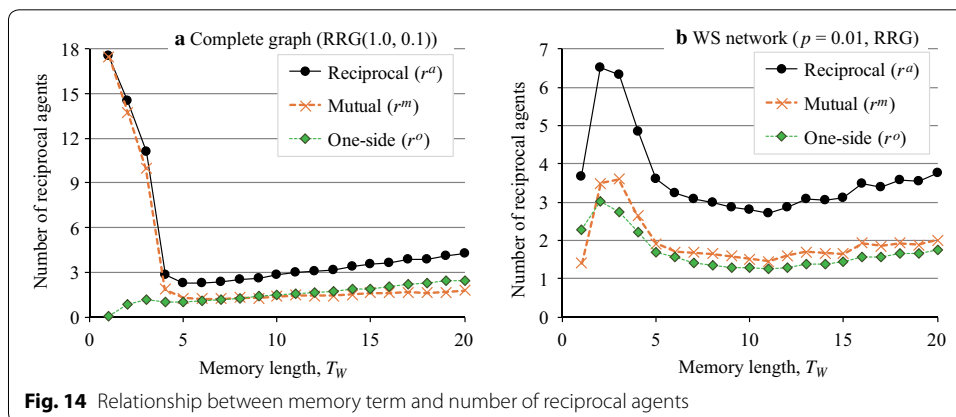 a Complete graph (RRG(1.0, 0.1))
18
15
12
9
6
3
0
Number of reciprocal agents
Reciprocal (r^a)
Mutual (r^m)
One-side (r^o)
0 5 10 15 20
Memory length, T_W
b WS network (p = 0.01, RRG)
7
6
5
4
3
2
1
0
Number of reciprocal agents
Reciprocal (r^a)
Mutual (r^m)
One-side (r^o)
0 5 10 15 20
Memory length, T_W
Fig. 14 Relationship between memory term and number of reciprocal agents